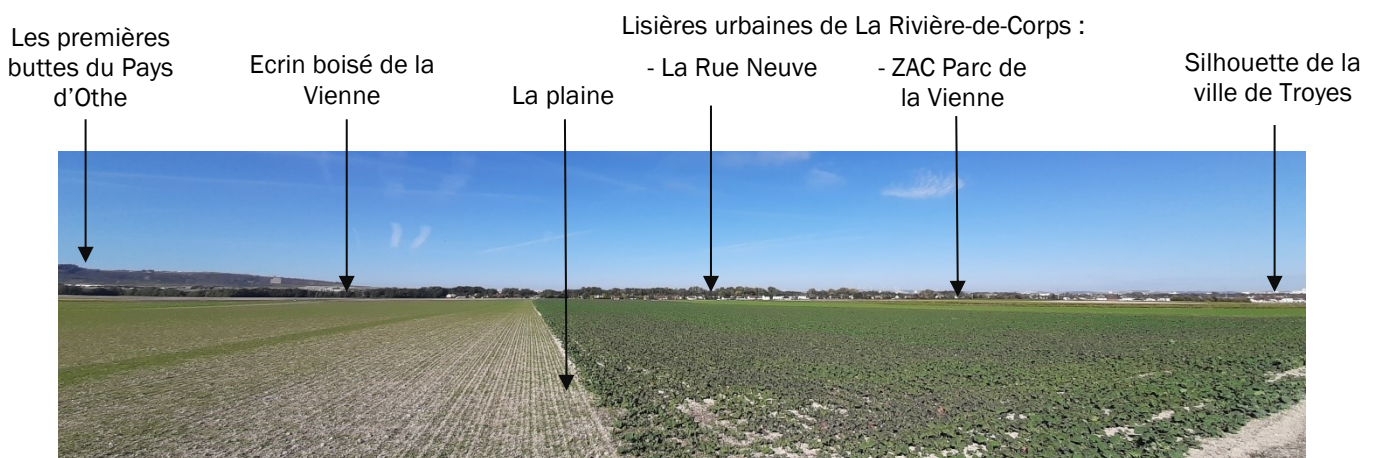 Les premières
buttes du Pays
d'Othe
Ecrin boisé de la
Vienne
La plaine
Lisières urbaines de La Rivière-de-Corps :
- La Rue Neuve
- ZAC Parc de
la Vienne
Silhouette de la
ville de Troyes